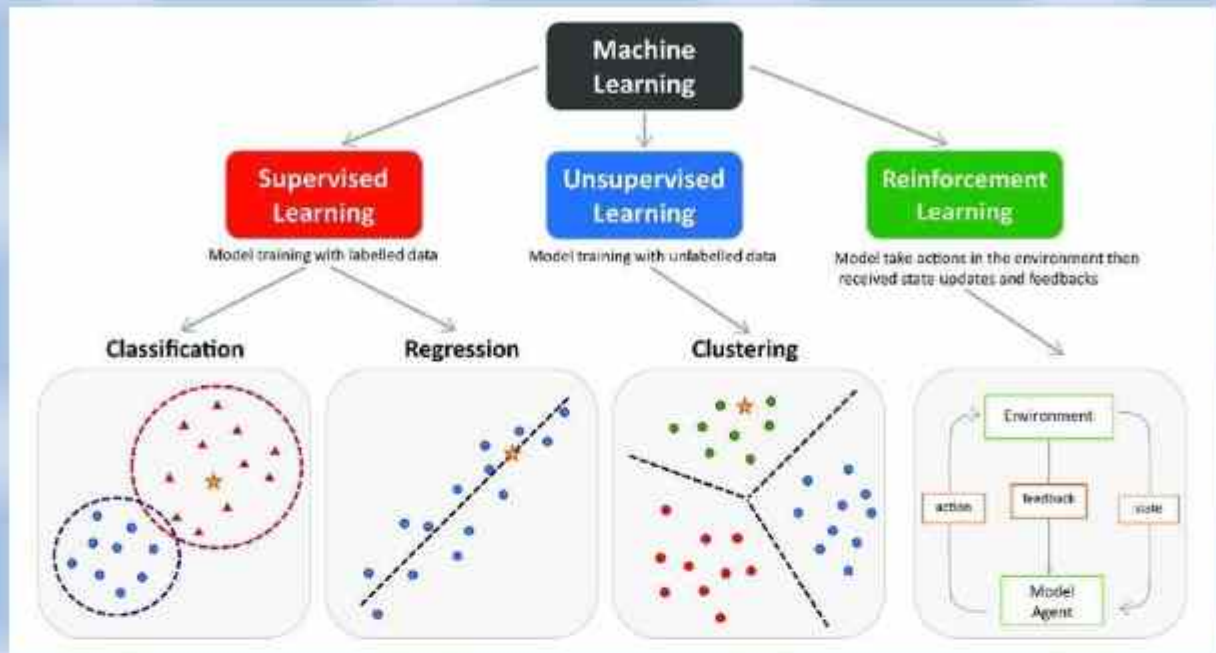 Machine
Learning
Supervised
Learning
Unsupervised
Learning
Reinforcement
Learning
Model training with labelled data
Model training with unlabelled data
Model take actions in the environment then
received state updates and feedbacks
Classification
Regression
Clustering
Environment
action
feedback
state
Model
Agent